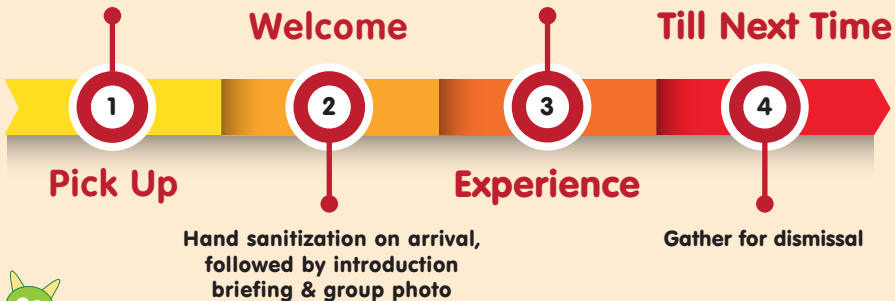 Welcome
Till Next Time
1
2
3
4
Pick Up
Experience
Hand sanitization on arrival,
followed by introduction
briefing & group photo
Gather for dismissal